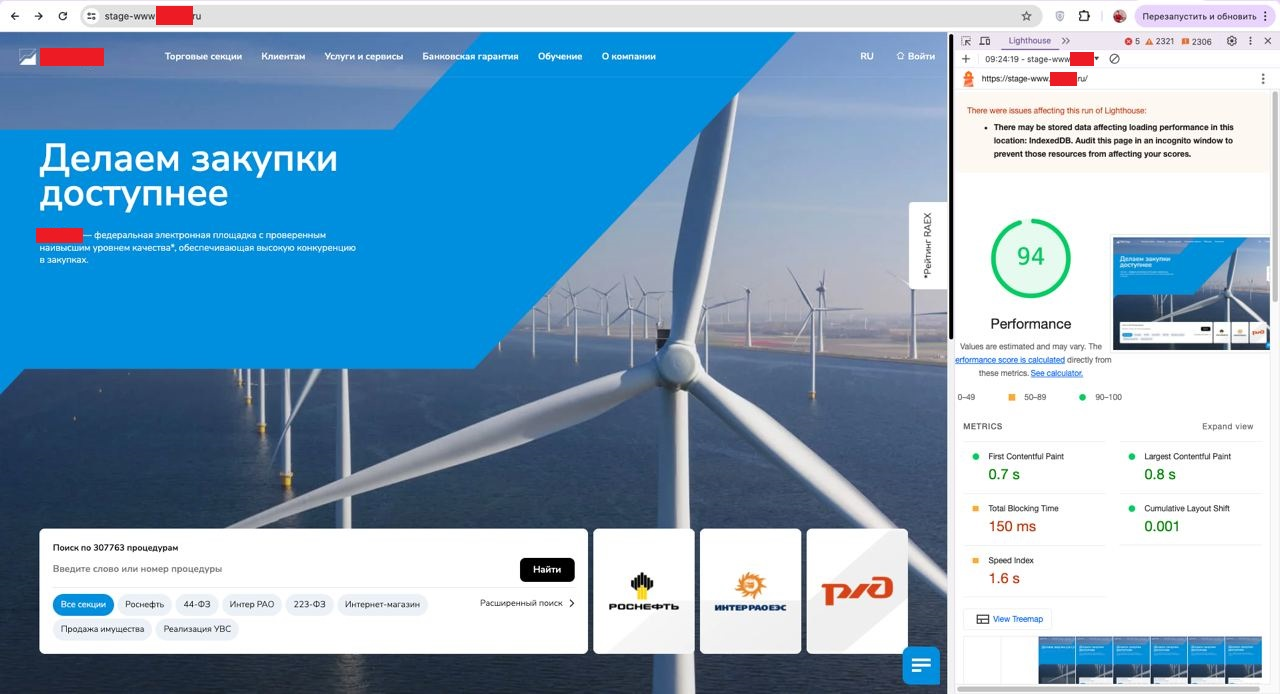 stage-www
ru
Перезапустить и обновить
Торговые секции
Клиентам
Услуги и сервисы
Банковская гарантия
Обучение
О компании
RU
Войти
Делаем закупки
доступнее
— федеральная электронная площадка с проверенным
наивысшим уровнем качества*, обеспечивающая высокую конкуренцию
в закупках.
*Рейтинг RAEX
Поиск по 307763 процедурам
Введите слово или номер процедуры
Найти
Все секции
Роснефть
44-ФЗ
Интер РАО
223-ФЗ
Интернет-магазин
Расширенный поиск
Продажа имущества
Реализация УВС
РОСНЕФТЬ
ИНТЕР РАО ЕЭС
РЖД
Lighthouse
5
2321
2306
09:24:19 - stage-www
https://stage-www.
ru/
There were issues affecting this run of Lighthouse:
• There may be stored data affecting loading performance in this
location: IndexedDB. Audit this page in an incognito window to
prevent those resources from affecting your scores.
94
Performance
Values are estimated and may vary. The
erformance score is calculated directly from
these metrics. See calculator.
0–49
50–89
90–100
METRICS
Expand view
First Contentful Paint
0.7 s
Largest Contentful Paint
0.8 s
Total Blocking Time
150 ms
Cumulative Layout Shift
0.001
Speed Index
1.6 s
View Treemap
Делаем закупки
доступнее